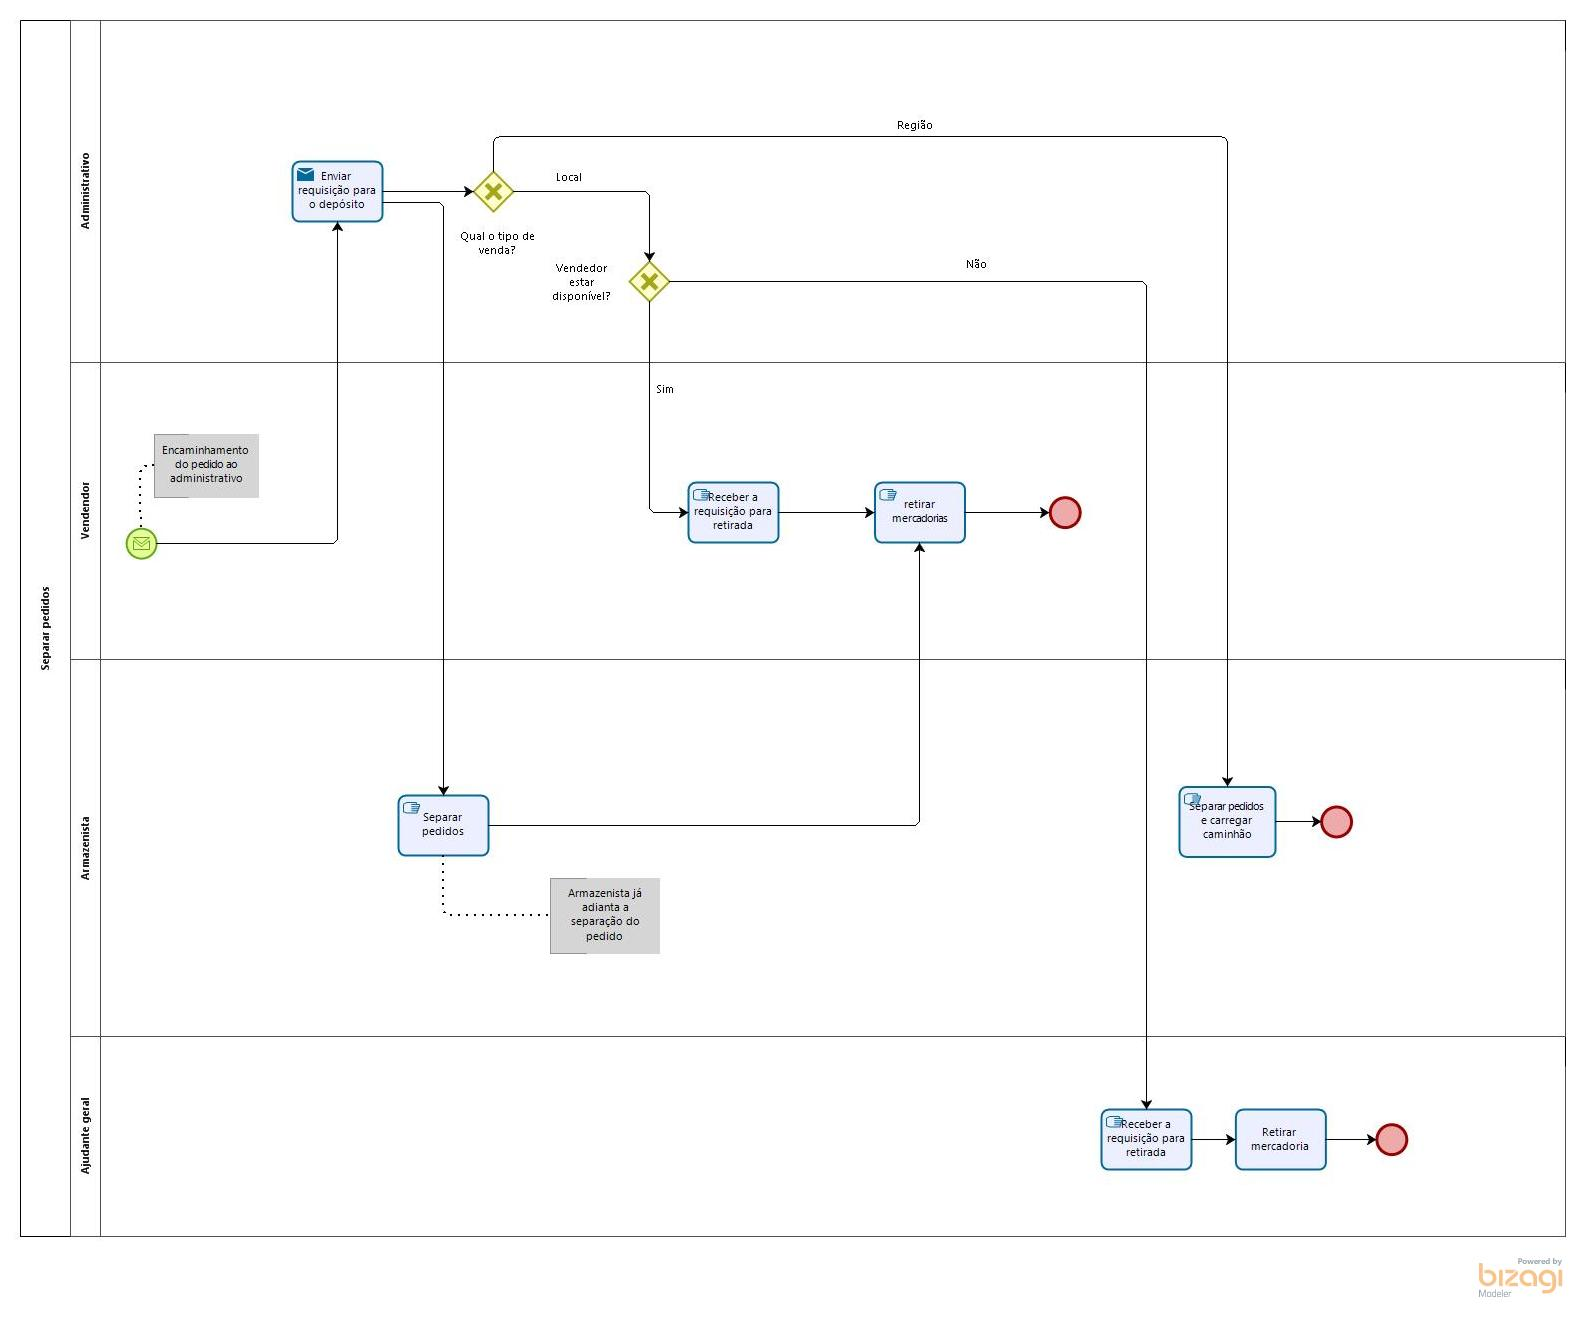 Separar pedidos
Administrativo
Enviar
requisição para
o depósito
Qual o tipo de
venda?
Região
Local
Vendedor
estar
disponível?
Não
Sim
Vendendor
Encaminhamento
do pedido ao
administrativo
Receber a
requisição para
retirada
retirar
mercadorias
Armazenista
Separar
pedidos
Armazenista já
adianta a
separação do
pedido
Separar pedidos
e carregar
caminhão
Ajudante geral
Receber a
requisição para
retirada
Retirar
mercadoria
Powered by
bizagi
Modeler